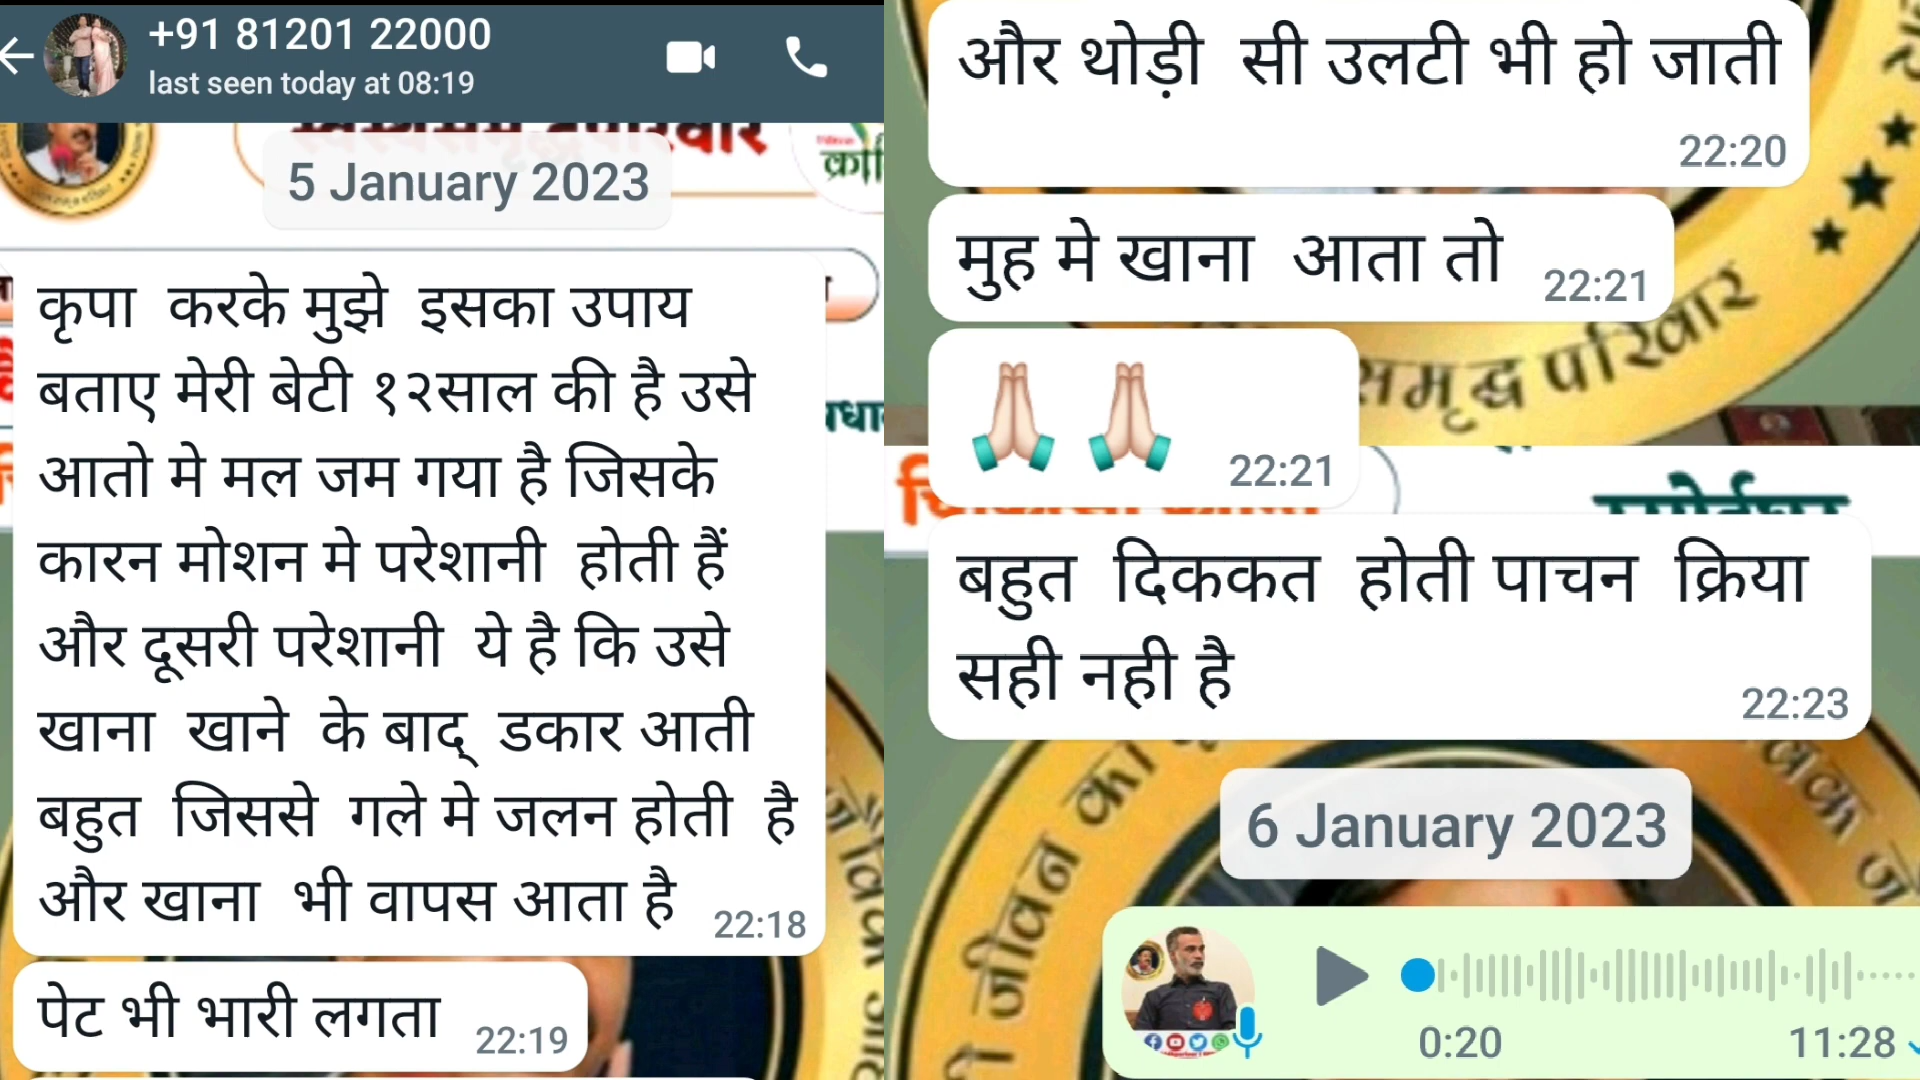 +91 81201 22000
last seen today at 08:19
5 January 2023
कृपा करके मुझे इसका उपाय
बताए मेरी बेटी १२साल की है उसे
आतो मे मल जम गया है जिसके
कारन मोशन मे परेशानी होती हैं
और दूसरी परेशानी ये है कि उसे
खाना खाने के बाद् डकार आती
बहुत जिससे गले मे जलन होती है
और खाना भी वापस आता है
22:18
पेट भी भारी लगता
22:19
और थोड़ी सी उलटी भी हो जाती
22:20
मुह मे खाना आता तो
22:21
🙏🏻 🙏🏻
22:21
समृद्ध परिवार
बहुत दिककत होती पाचन क्रिया
सही नही है
22:23
6 January 2023
जीवन का
0:20
11:28